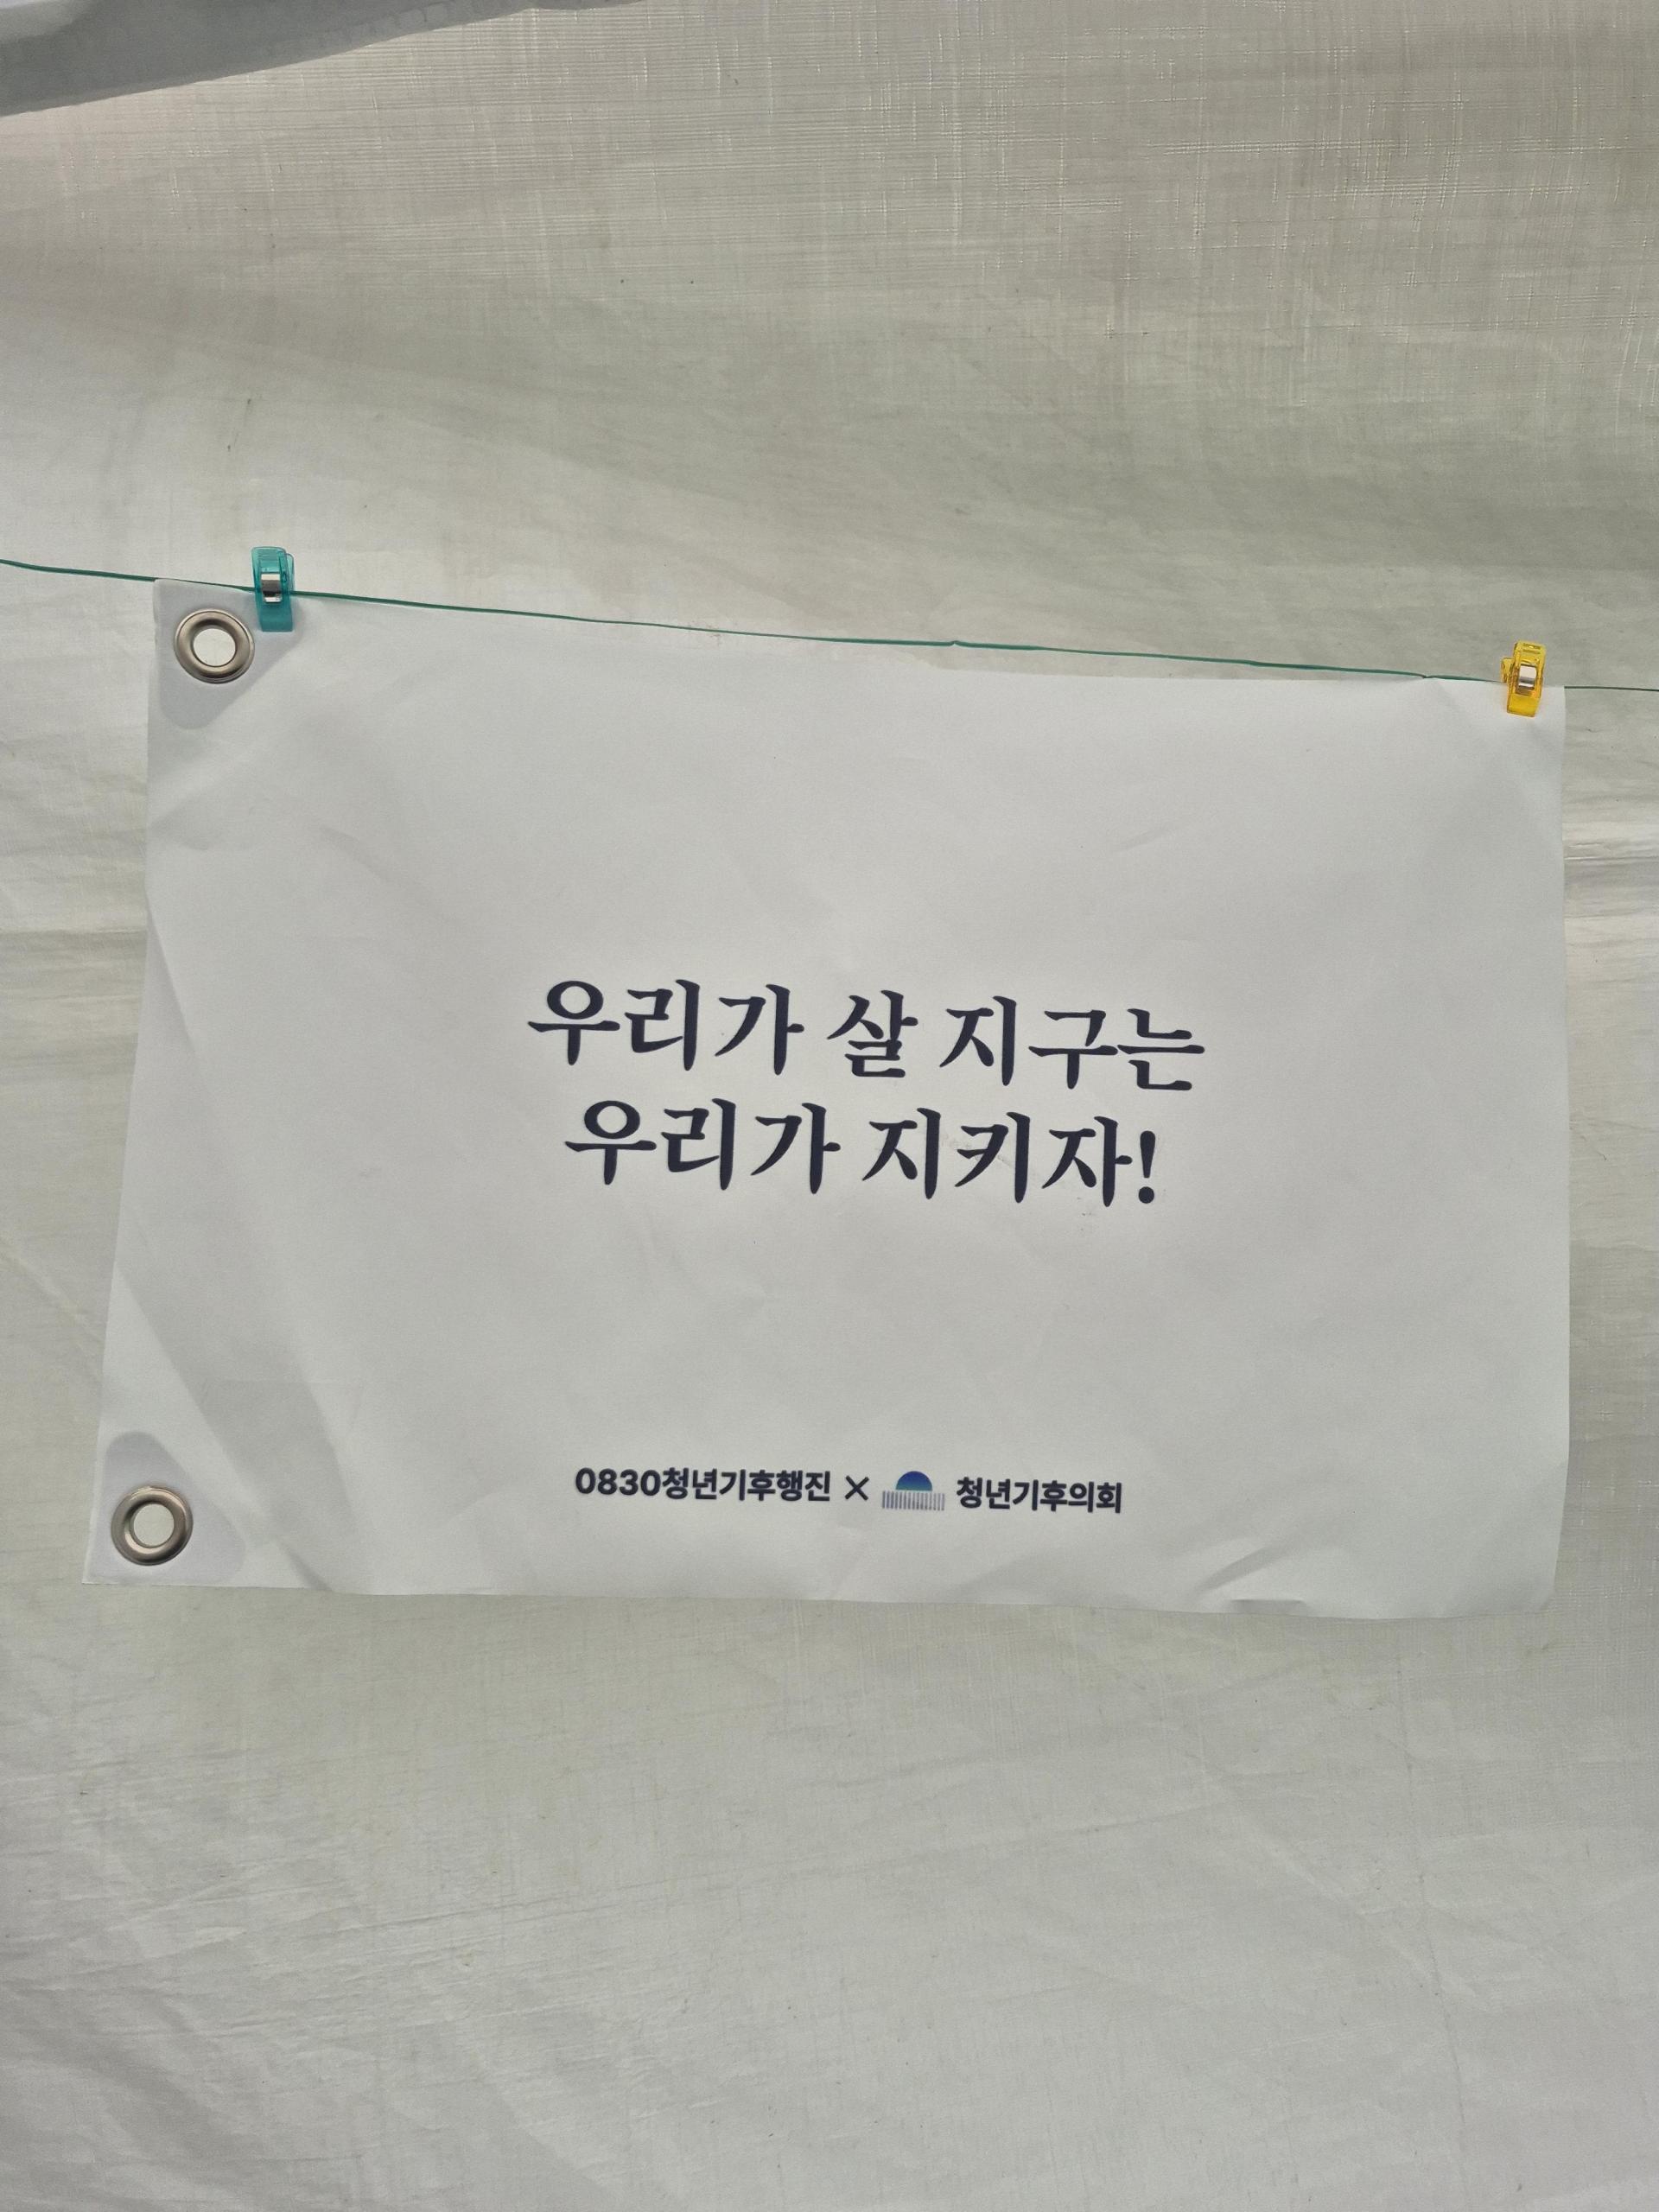 우리가 살 지구는
우리가 지키자!
0830청년기후행진 × 청년기후의회